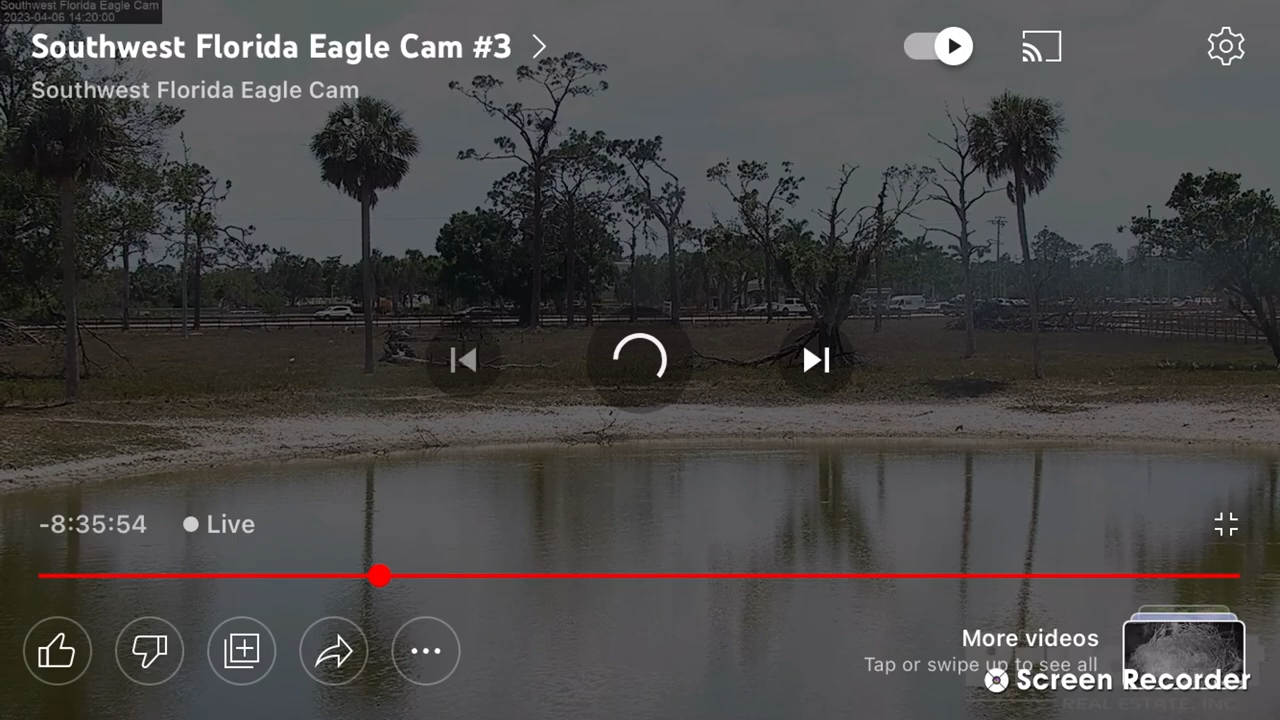 Southwest Florida Eagle Cam
2023-04-06 14:20:00
Southwest Florida Eagle Cam #3
Southwest Florida Eagle Cam
-8:35:54
Live
More videos
Tap or swipe up to see all
Screen Recorder
REAL ESTATE, INC